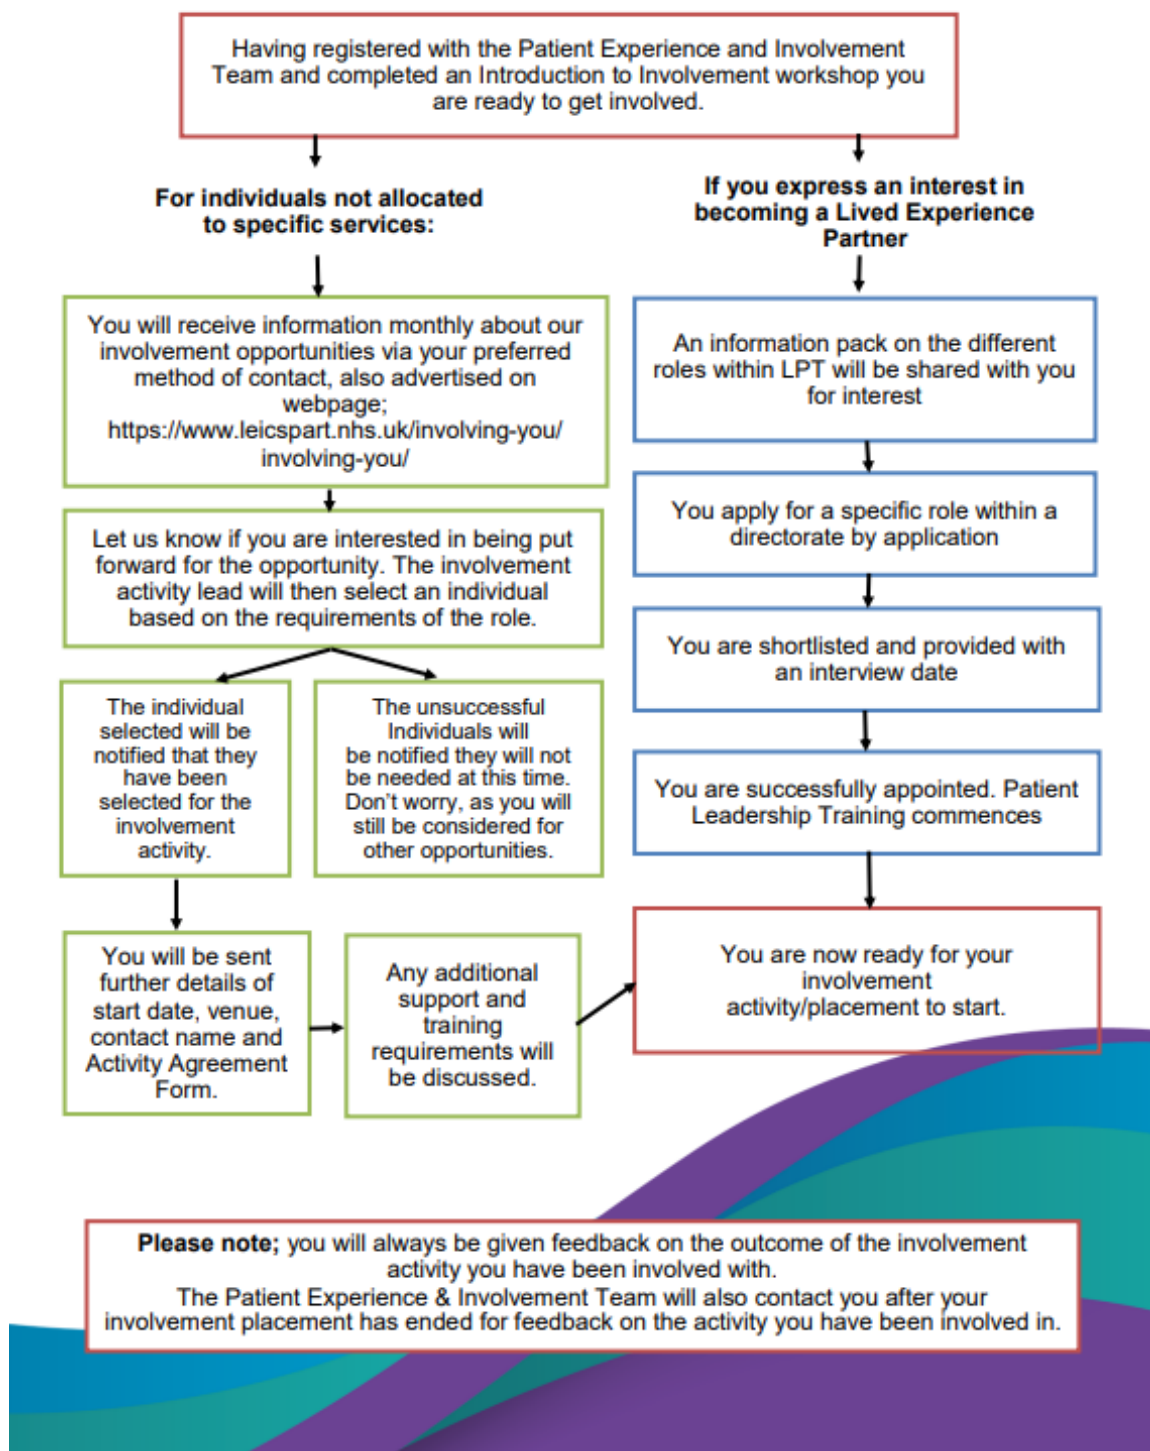 Having registered with the Patient Experience and Involvement
Team and completed an Introduction to Involvement workshop you
are ready to get involved.
For individuals not allocated
to specific services:
You will receive information monthly about our
involvement opportunities via your preferred
method of contact, also advertised on
webpage;
https://www.leicspart.nhs.uk/involving-you/
involving-you/
Let us know if you are interested in being put
forward for the opportunity. The involvement
activity lead will then select an individual
based on the requirements of the role.
The individual
selected will be
notified that they
have been
selected for the
involvement
activity.
The unsuccessful
Individuals will
be notified they will not
be needed at this time.
Don't worry, as you will
still be considered for
other opportunities.
You will be sent
further details of
start date, venue,
contact name and
Activity Agreement
Form.
Any additional
support and
training
requirements will
be discussed.
If you express an interest in
becoming a Lived Experience
Partner
An information pack on the different
roles within LPT will be shared with you
for interest
You apply for a specific role within a
directorate by application
You are shortlisted and provided with
an interview date
You are successfully appointed. Patient
Leadership Training commences
You are now ready for your
involvement
activity/placement to start.
Please note; you will always be given feedback on the outcome of the involvement
activity you have been involved with.
The Patient Experience & Involvement Team will also contact you after your
involvement placement has ended for feedback on the activity you have been involved in.